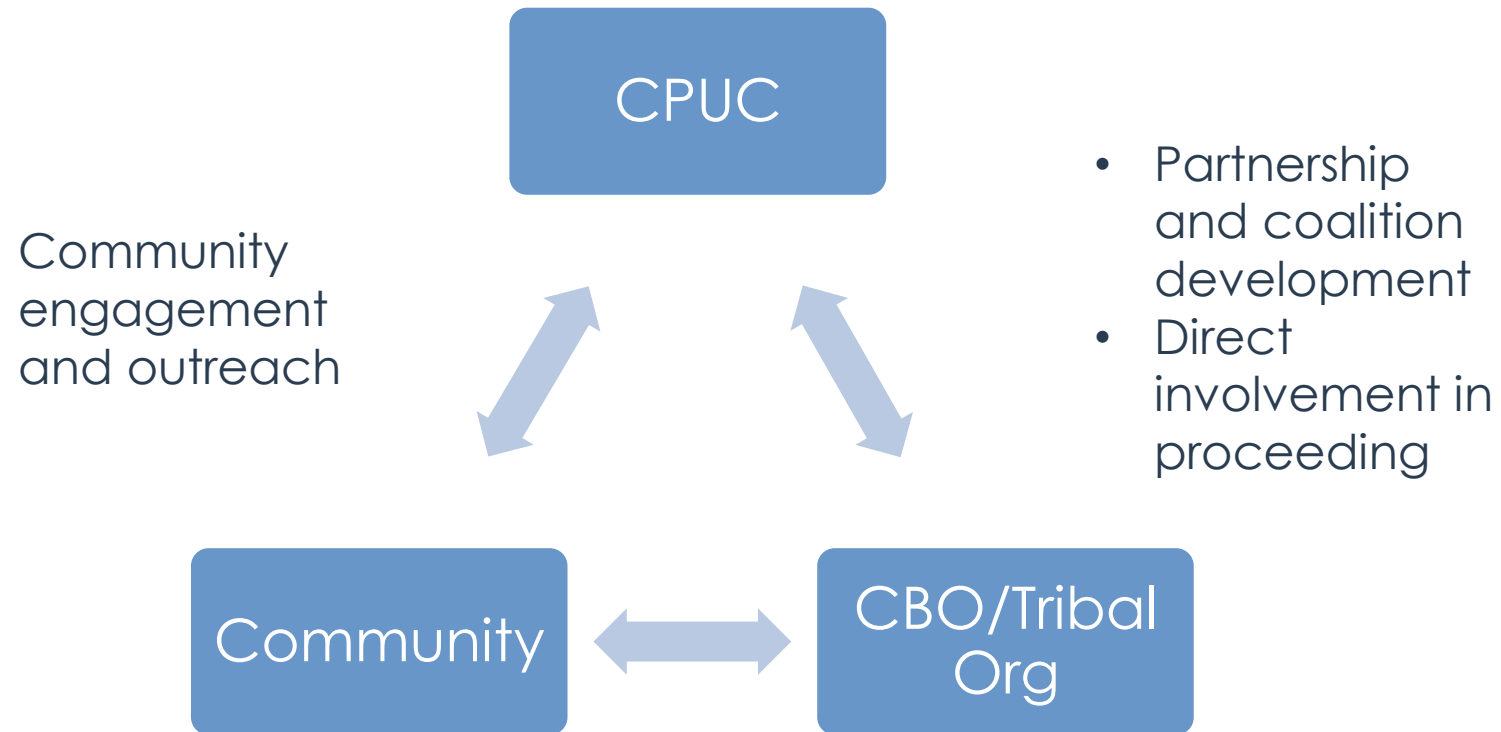 CPUC
Community
engagement
and outreach
• Partnership
and coalition
development
• Direct
involvement in
proceeding
Community
CBO/Tribal
Org